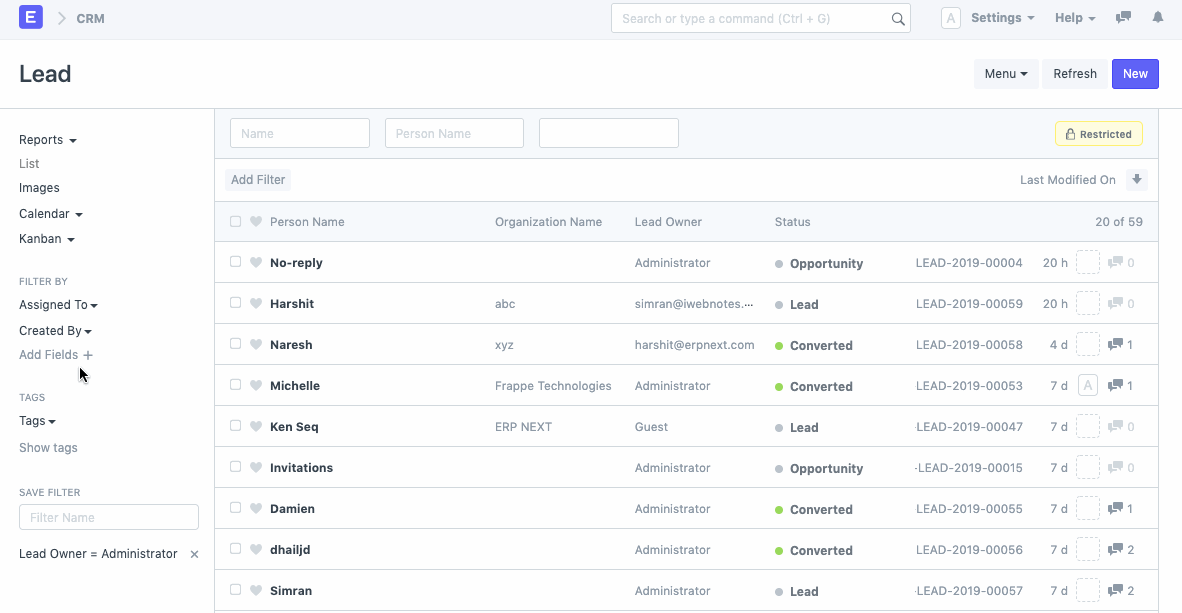 E CRM Search or type a command (Ctrl + G) A Settings Help
Lead Menu Refresh New
Reports
List
Images
Calendar
Kanban
FILTER BY
Assigned To
Created By
Add Fields +
TAGS
Tags
Show tags
SAVE FILTER
Filter Name
Lead Owner = Administrator ×
Name Person Name Restricted
Add Filter Last Modified On
Person Name Organization Name Lead Owner Status 20 of 59
No-reply Administrator Opportunity LEAD-2019-00004 20 h 0
Harshit abc simran@iwebnotes.... Lead LEAD-2019-00059 20 h 0
Naresh xyz harshit@erpnext.com Converted LEAD-2019-00058 4 d 1
Michelle Frappe Technologies Administrator Converted LEAD-2019-00053 7 d A 1
Ken Seq ERP NEXT Guest Lead -LEAD-2019-00047 7 d 0
Invitations Administrator Opportunity -LEAD-2019-00015 7 d 0
Damien Administrator Converted LEAD-2019-00055 7 d 1
dhailjd Administrator Converted LEAD-2019-00056 7 d 2
Simran Administrator Lead -LEAD-2019-00057 7 d 2